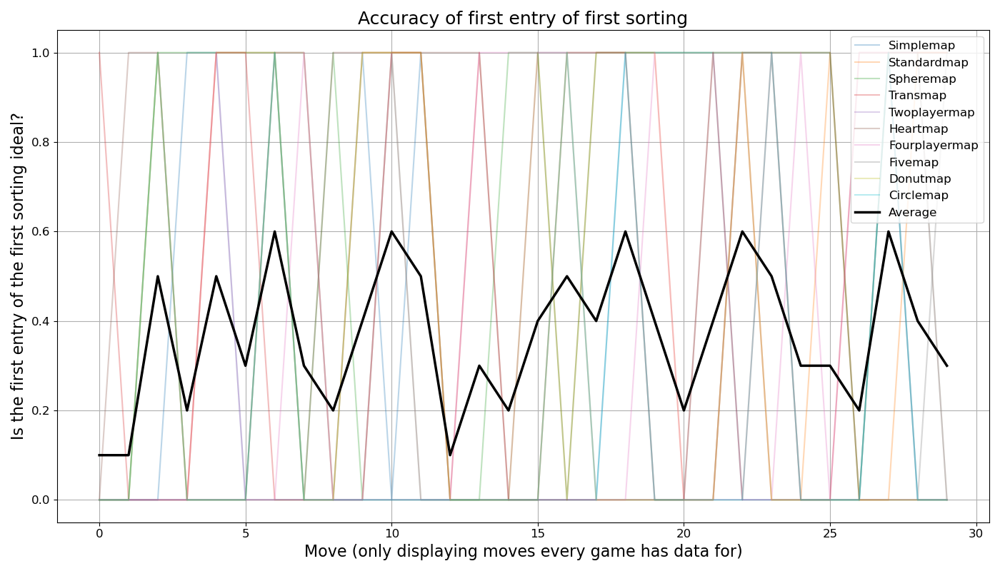 Accuracy of first entry of first sorting
Is the first entry of the first sorting ideal?
1.0
0.8
0.6
0.4
0.2
0.0
Simplemap
Standardmap
Spheremap
Transmap
Twoplayermap
Heartmap
Fourplayermap
Fivemap
Donutmap
Circlemap
Average
0 5 10 15 20 25 30
Move (only displaying moves every game has data for)